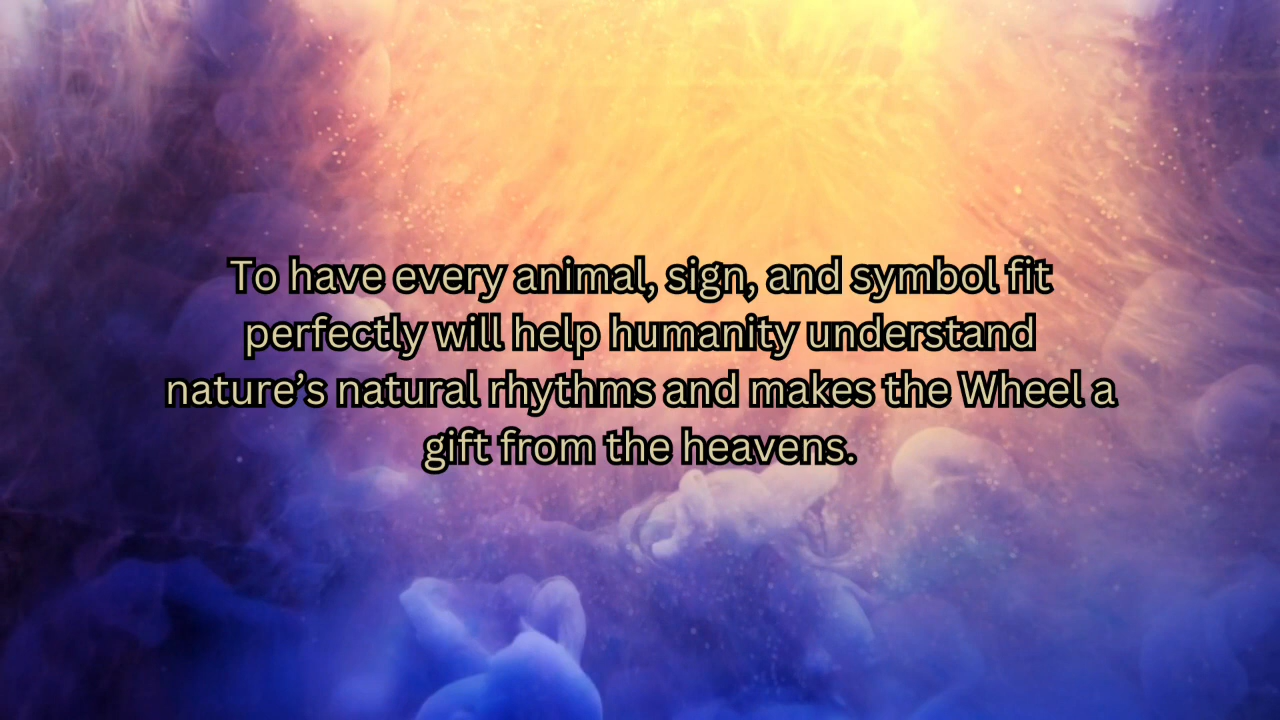 To have every animal, sign, and symbol fit
perfectly will help humanity understand
nature’s natural rhythms and makes the Wheel a
gift from the heavens.